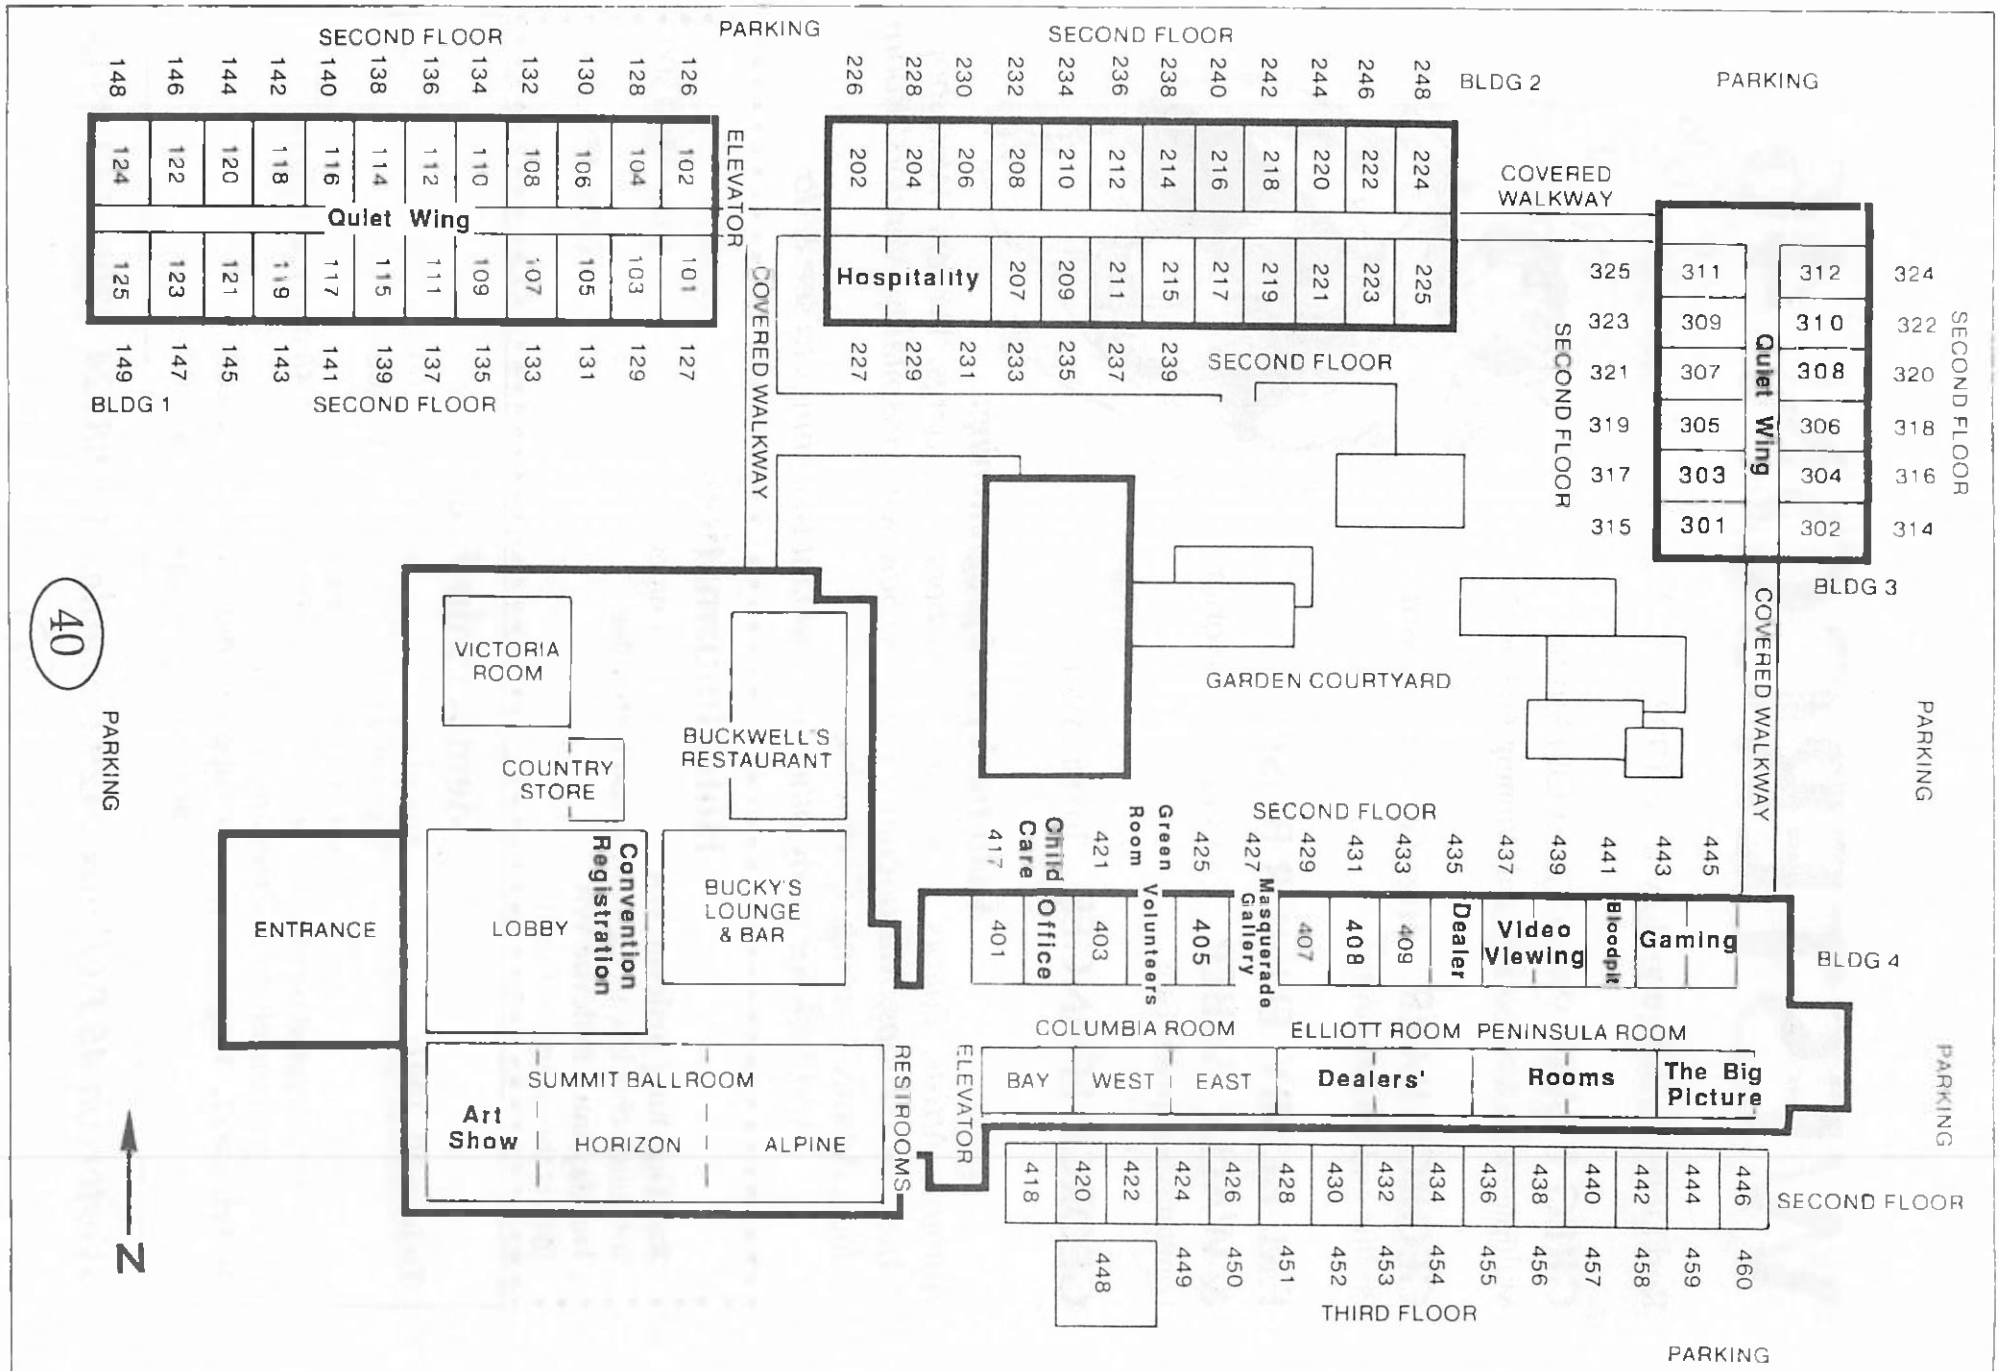 SECOND FLOOR
PARKING
SECOND FLOOR
BLDG 2
PARKING
148 146 144 142 140 138 136 134 132 130 128 126
226 228 230 232 234 236 238 240 242 244 246 248
124 122 120 118 116 114 112 110 108 106 104 102
ELEVATOR
202 204 206 208 210 212 214 216 218 220 222 224
COVERED
WALKWAY
Quiet Wing
125 123 121 119 117 115 111 109 107 105 103 101
Hospitality
207 209 211 215 217 219 221 223 225
149 147 145 143 141 139 137 135 133 131 129 127
227 229 231 233 235 237 239
SECOND FLOOR
BLDG 1
SECOND FLOOR
COVERED WALKWAY
325 311 312 324
323 309 310 322
321 307 308 320
319 305 306 318
317 303 304 316
315 301 302 314
SECOND FLOOR
Quiet Wing
SECOND FLOOR
BLDG 3
COVERED WALKWAY
PARKING
40
PARKING
VICTORIA
ROOM
COUNTRY
STORE
BUCKWELL'S
RESTAURANT
GARDEN COURTYARD
ENTRANCE
LOBBY
Convention
Registration
BUCKY'S
LOUNGE
& BAR
SECOND FLOOR
417
Child
Care
421
Green
Room
425 427 429 431 433 435 437 439 441 443 445
401
Office
403
Volunteers
405
Masquerade
Gallery
407
408
409
Dealer
Video
Viewing
Bloodpit
Gaming
BLDG 4
COLUMBIA ROOM
ELLIOTT ROOM
PENINSULA ROOM
PARKING
SUMMIT BALLROOM
Art
Show
HORIZON
ALPINE
RESTROOMS
ELEVATOR
BAY
WEST
EAST
Dealers'
Rooms
The Big
Picture
418 420 422 424 426 428 430 432 434 436 438 440 442 444 446
SECOND FLOOR
448 449 450 451 452 453 454 455 456 457 458 459 460
THIRD FLOOR
PARKING
N